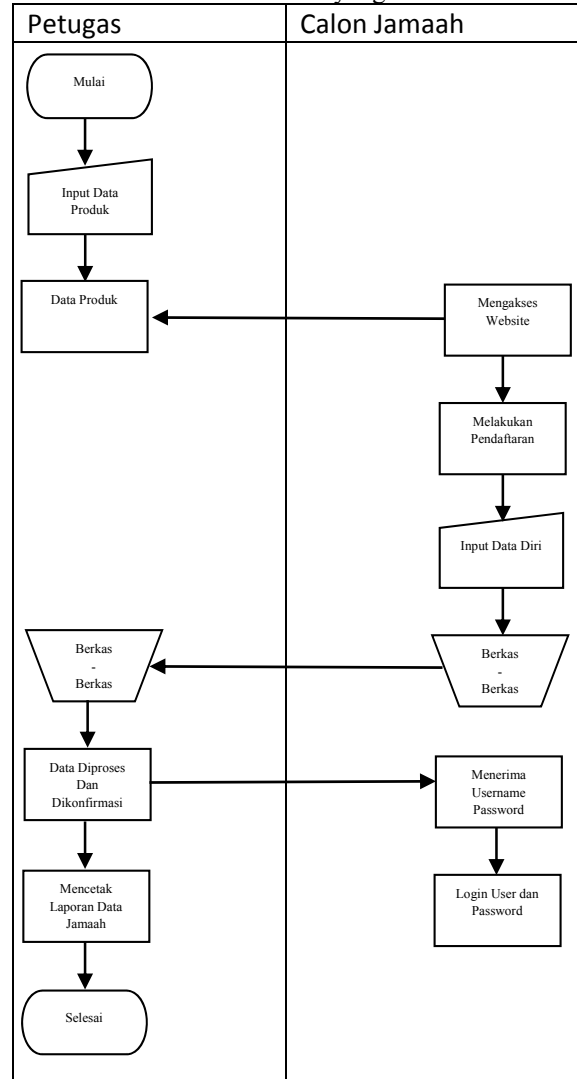 Petugas
Calon Jamaah
Mulai
Input Data
Produk
Data Produk
Mengakses
Website
Melakukan
Pendaftaran
Input Data Diri
Berkas
-
Berkas
Berkas
-
Berkas
Data Diproses
Dan
Dikonfirmasi
Menerima
Username
Password
Mencetak
Laporan Data
Jamaah
Login User dan
Password
Selesai